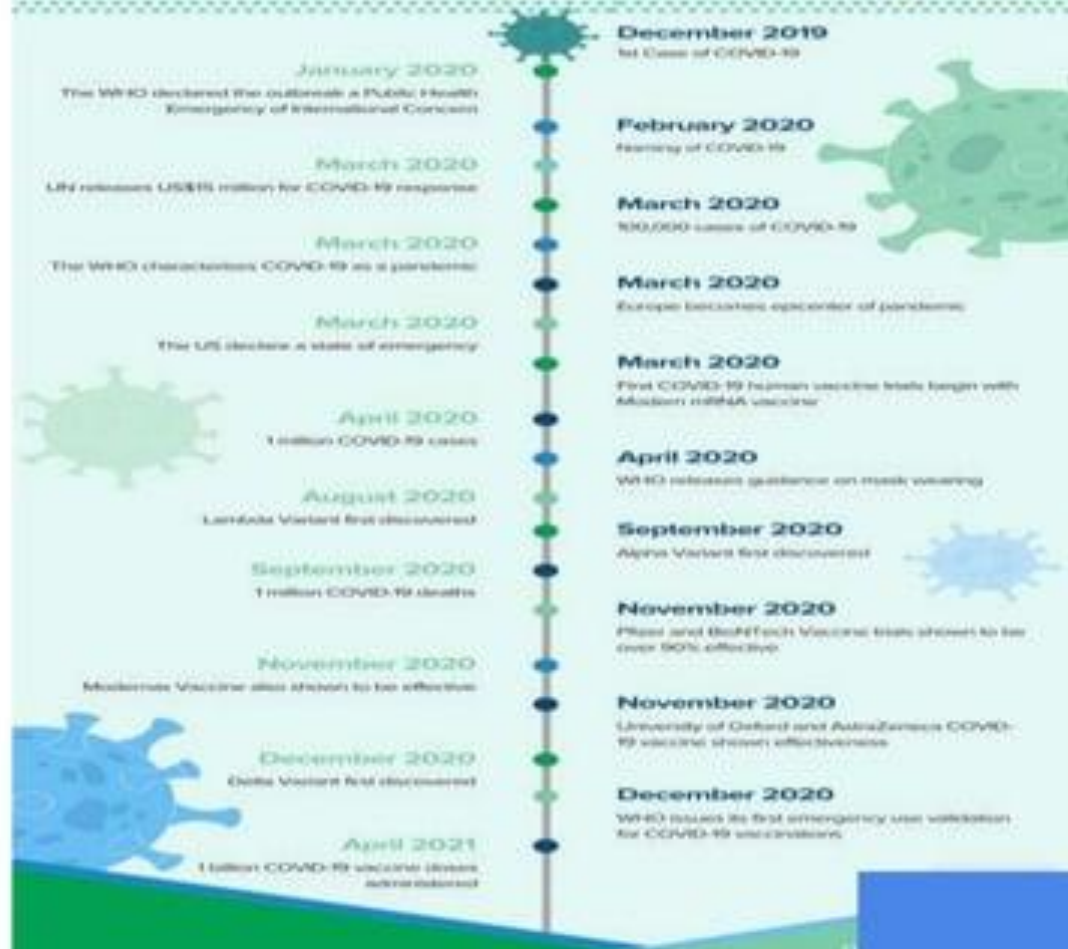 December 2019
1st Case of COVID-19
January 2020
The WHO declared the outbreak a Public Health
Emergency of International Concern
February 2020
Naming of COVID-19
March 2020
UN releases US$15 million for COVID-19 response
March 2020
100,000 cases of COVID-19
March 2020
The WHO characterises COVID-19 as a pandemic
March 2020
Europe becomes epicenter of pandemic
March 2020
The US declare a state of emergency
March 2020
First COVID-19 human vaccine trials begin with
Modern mRNA vaccine
April 2020
1 million COVID-19 cases
April 2020
WHO releases guidance on mask wearing
August 2020
Lambda Variant first discovered
September 2020
Alpha Variant first discovered
September 2020
1 million COVID-19 deaths
November 2020
Pfizer and BioNTech Vaccine trials shown to be
over 90% effective
November 2020
Modernas Vaccine also shown to be effective
November 2020
University of Oxford and AstraZeneca COVID-
19 vaccine shown effectiveness
December 2020
Delta Variant first discovered
December 2020
WHO issues its first emergency use validation
for COVID-19 vaccinations
April 2021
1 billion COVID-19 vaccine doses
administered